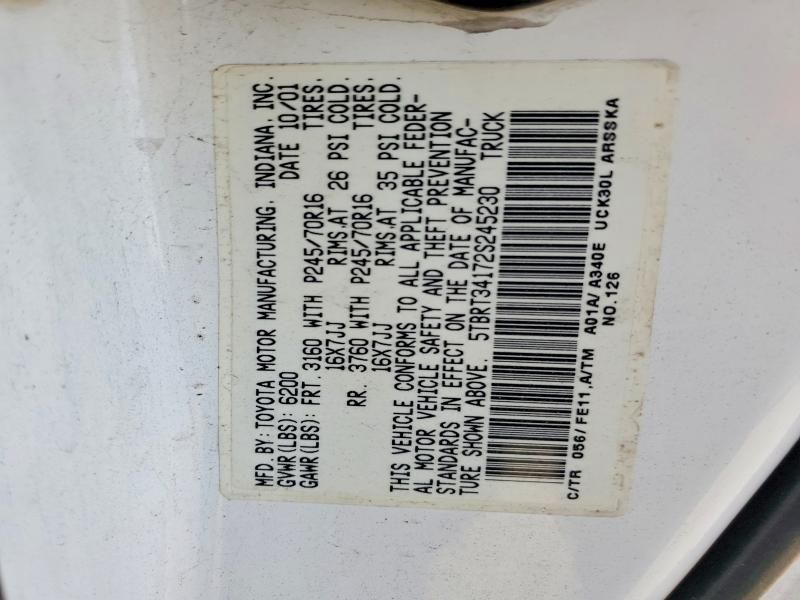 MFD.BY:TOYOTA MOTOR MANUFACTURING, INDIANA, INC.
GVWR(LBS): 6200 DATE 10/01
GAWR(LBS): FRT. 3160 WITH P245/70R16 TIRES,
16X7JJ RIMS,AT 26 PSI COLD.
RR. 3760 WITH P245/70R16 TIRES,
16X7JJ RIMS,AT 35 PSI COLD.
THIS VEHICLE CONFORMS TO ALL APPLICABLE FEDER-
AL MOTOR VEHICLE SAFETY AND THEFT PREVENTION
STANDARDS IN EFFECT ON THE DATE OF MANUFAC-
TURE SHOWN ABOVE. 5TBRT34172S245230 TRUCK
C/TR 056/FE11,A/TM A01A/A340E UCK30L ARSSKA
NO.126